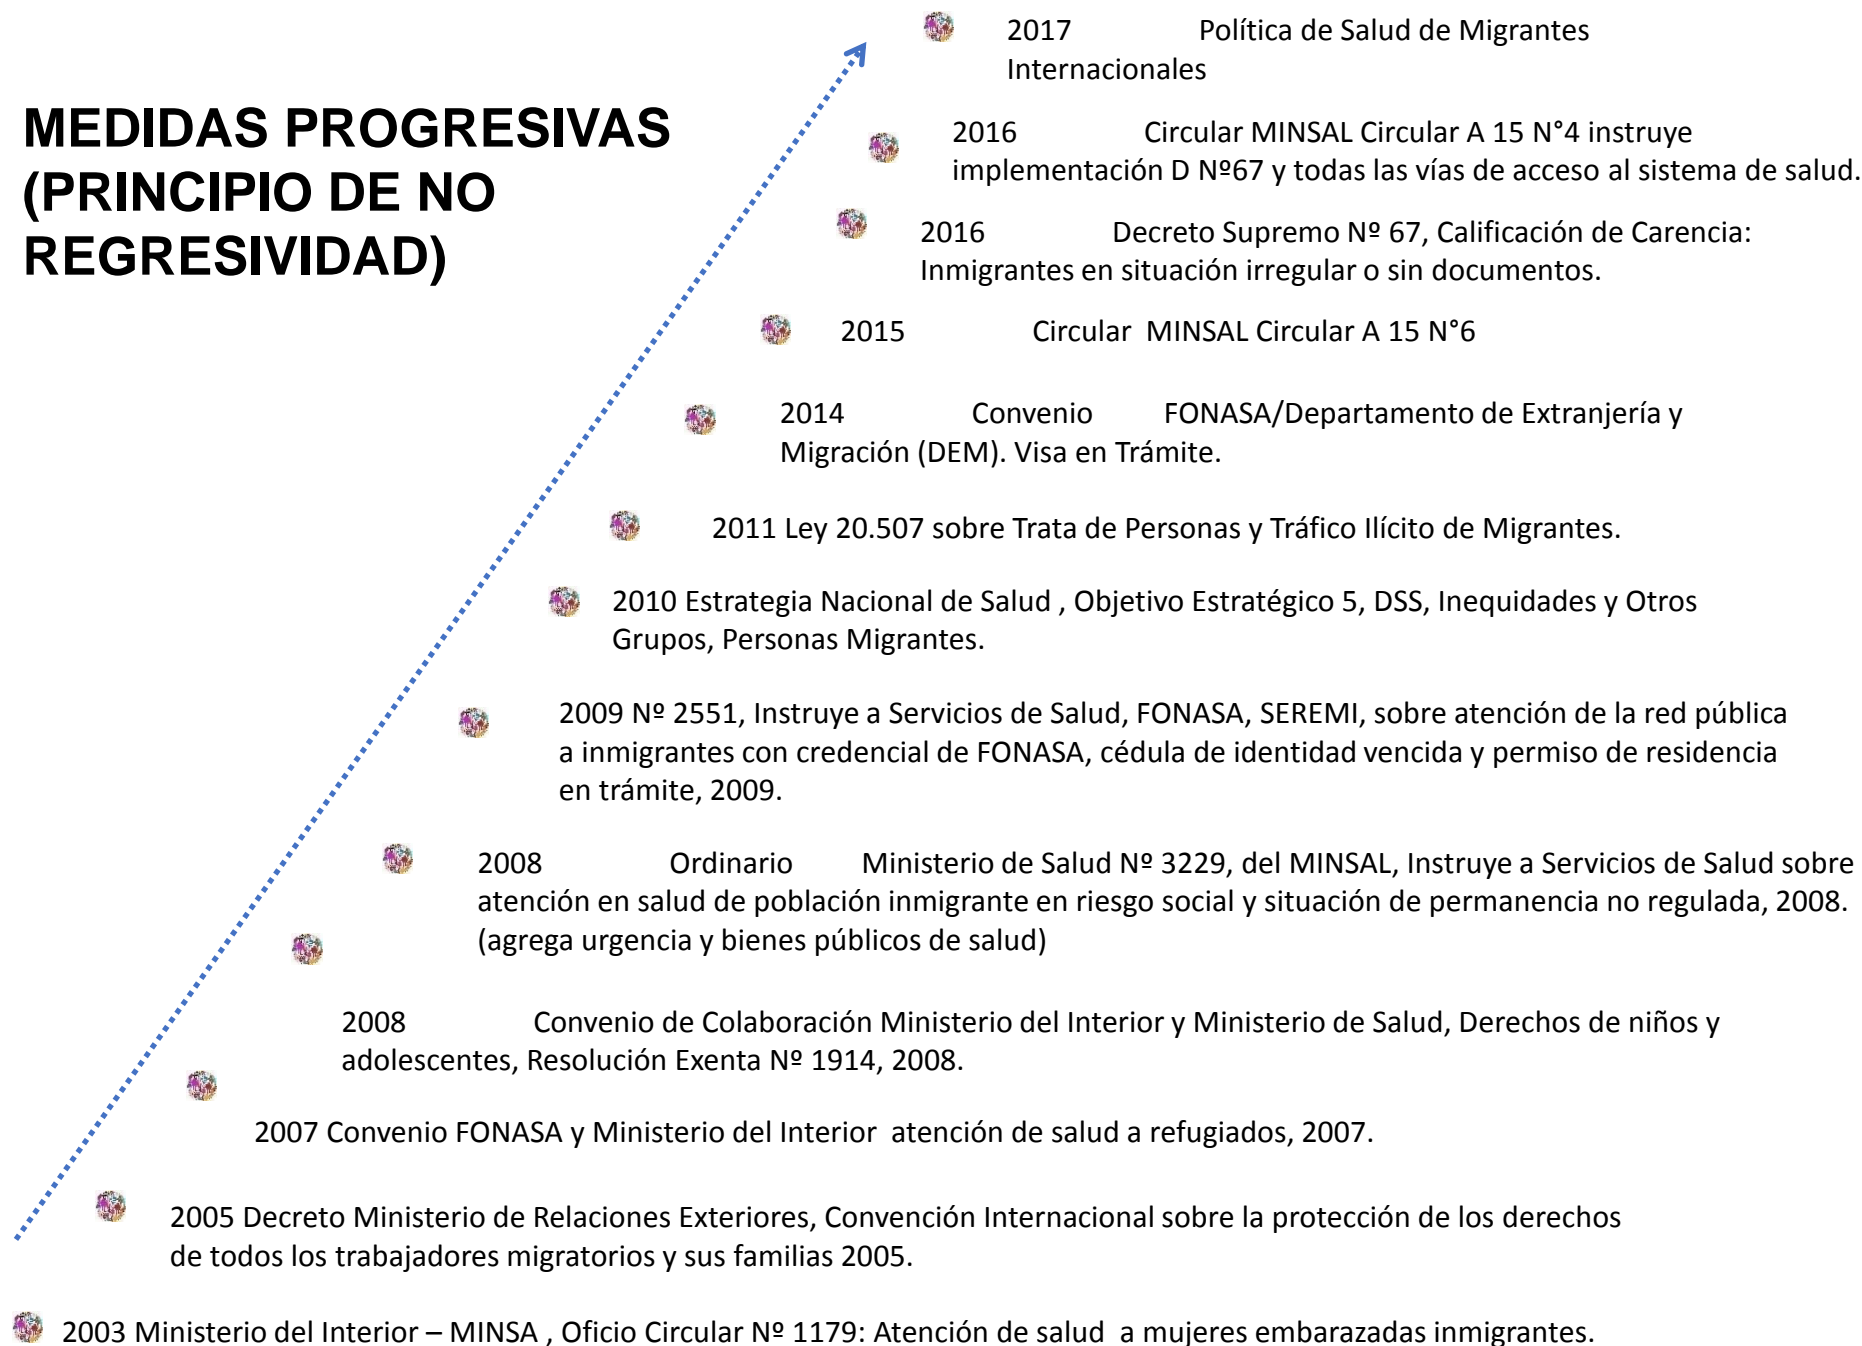 MEDIDAS PROGRESIVAS
(PRINCIPIO DE NO
REGRESIVIDAD)
2017 Política de Salud de Migrantes
Internacionales
2016 Circular MINSAL Circular A 15 N°4 instruye
implementación D Nº67 y todas las vías de acceso al sistema de salud.
2016 Decreto Supremo Nº 67, Calificación de Carencia:
Inmigrantes en situación irregular o sin documentos.
2015 Circular MINSAL Circular A 15 N°6
2014 Convenio FONASA/Departamento de Extranjería y
Migración (DEM). Visa en Trámite.
2011 Ley 20.507 sobre Trata de Personas y Tráfico Ilícito de Migrantes.
2010 Estrategia Nacional de Salud , Objetivo Estratégico 5, DSS, Inequidades y Otros
Grupos, Personas Migrantes.
2009 Nº 2551, Instruye a Servicios de Salud, FONASA, SEREMI, sobre atención de la red pública
a inmigrantes con credencial de FONASA, cédula de identidad vencida y permiso de residencia
en trámite, 2009.
2008 Ordinario Ministerio de Salud Nº 3229, del MINSAL, Instruye a Servicios de Salud sobre
atención en salud de población inmigrante en riesgo social y situación de permanencia no regulada, 2008.
(agrega urgencia y bienes públicos de salud)
2008 Convenio de Colaboración Ministerio del Interior y Ministerio de Salud, Derechos de niños y
adolescentes, Resolución Exenta Nº 1914, 2008.
2007 Convenio FONASA y Ministerio del Interior atención de salud a refugiados, 2007.
2005 Decreto Ministerio de Relaciones Exteriores, Convención Internacional sobre la protección de los derechos
de todos los trabajadores migratorios y sus familias 2005.
2003 Ministerio del Interior – MINSA , Oficio Circular Nº 1179: Atención de salud a mujeres embarazadas inmigrantes.